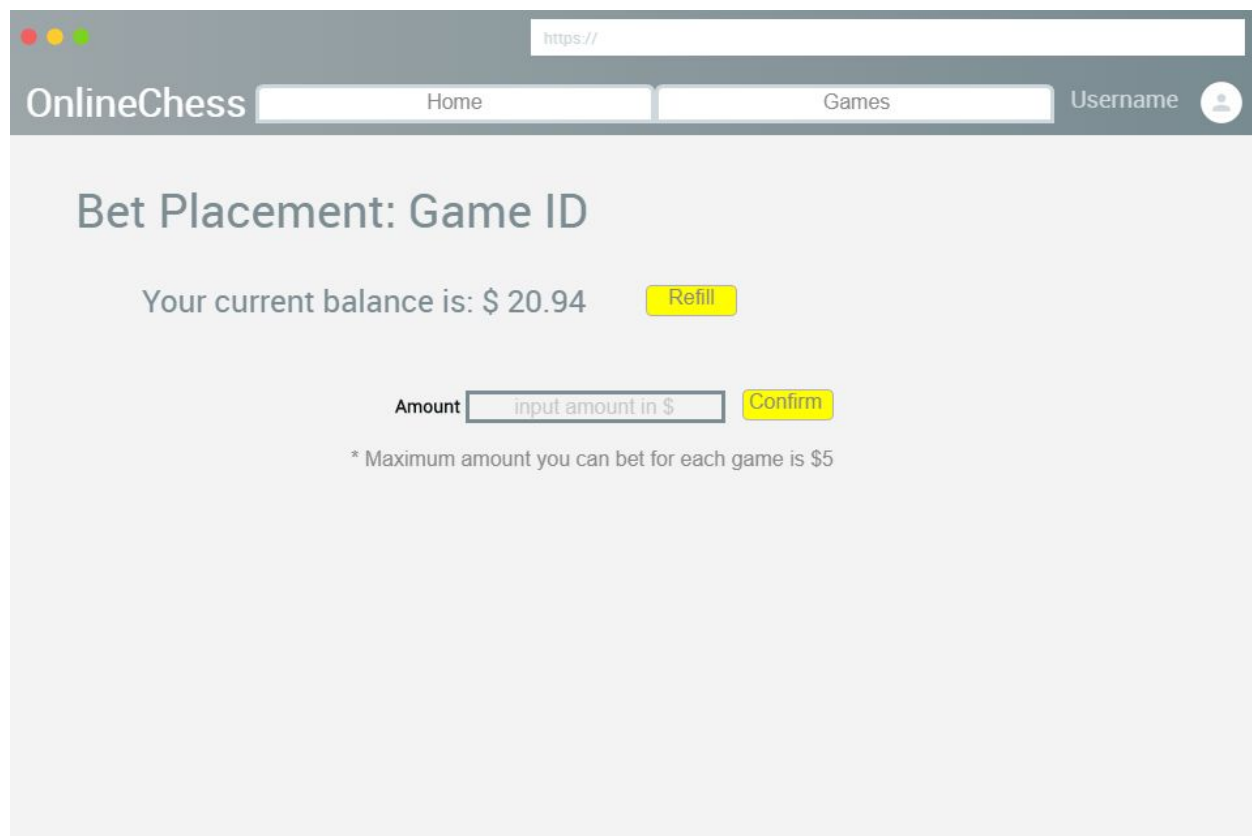 https://
OnlineChess Home Games Username
Bet Placement: Game ID
Your current balance is: $ 20.94 Refill
Amount input amount in $ Confirm
* Maximum amount you can bet for each game is $5